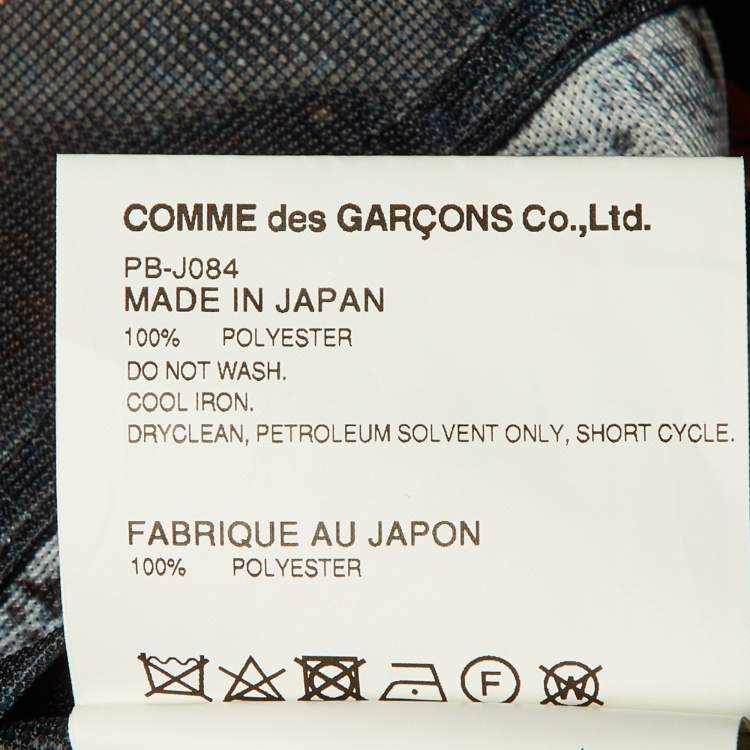 COMME des GARÇONS Co.,Ltd.
PB-J084
MADE IN JAPAN
100% POLYESTER
DO NOT WASH.
COOL IRON.
DRYCLEAN, PETROLEUM SOLVENT ONLY, SHORT CYCLE.
FABRIQUE AU JAPON
100% POLYESTER
F W